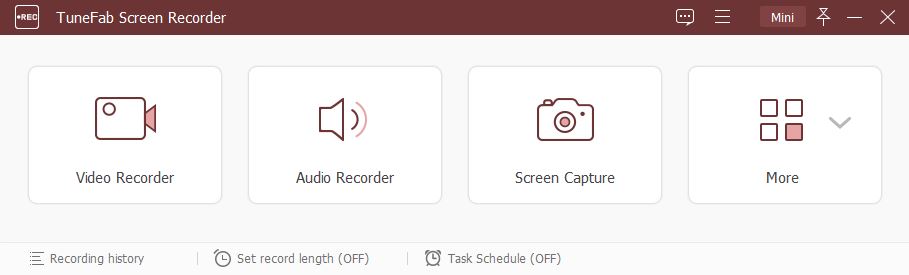 •REC TuneFab Screen Recorder Mini
Video Recorder Audio Recorder Screen Capture More
Recording history Set record length (OFF) Task Schedule (OFF)